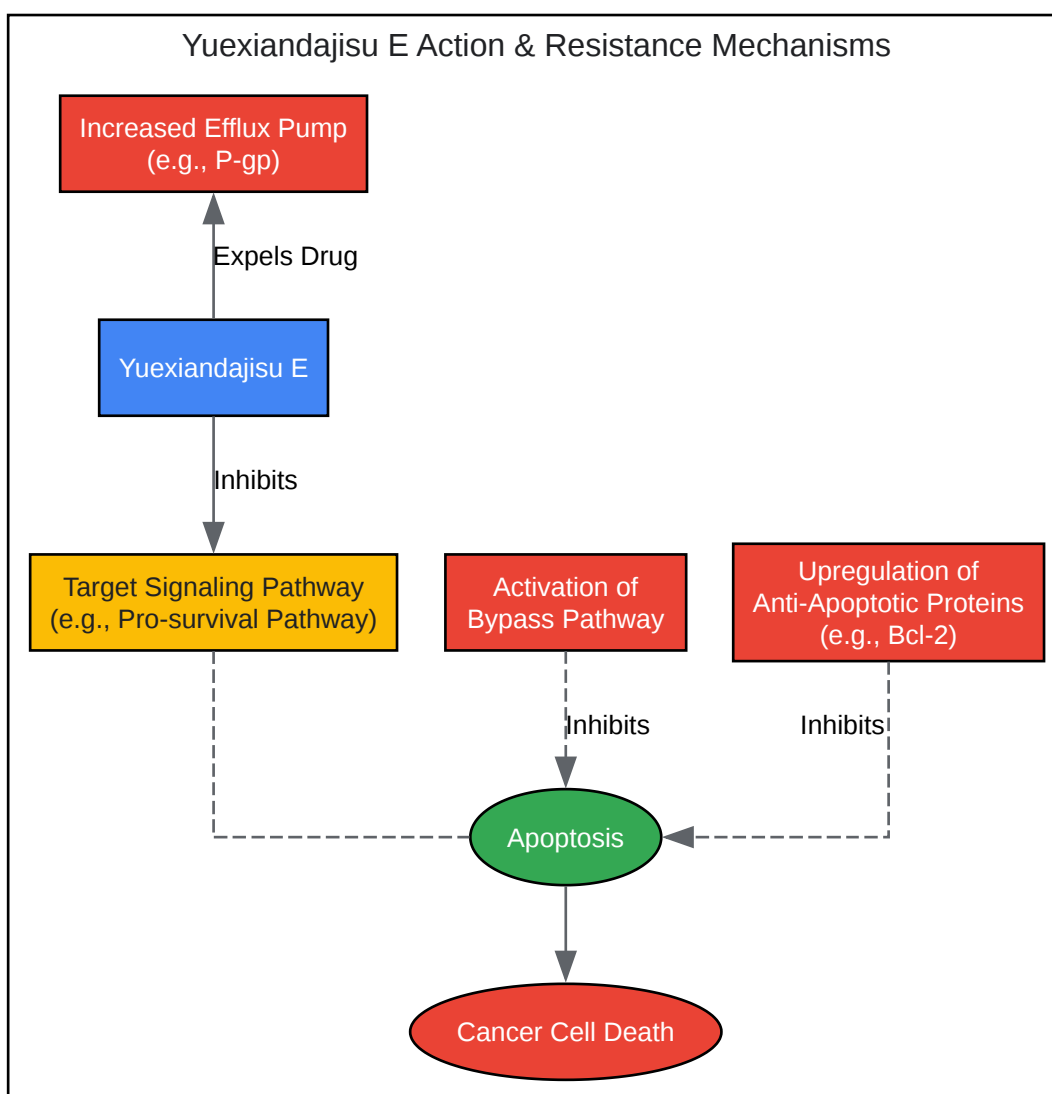 Yuexiandajisu E Action & Resistance Mechanisms
Increased Efflux Pump
(e.g., P-gp)
Expels Drug
Yuexiandajisu E
Inhibits
Target Signaling Pathway
(e.g., Pro-survival Pathway)
Activation of
Bypass Pathway
Upregulation of
Anti-Apoptotic Proteins
(e.g., Bcl-2)
Inhibits
Inhibits
Apoptosis
Cancer Cell Death